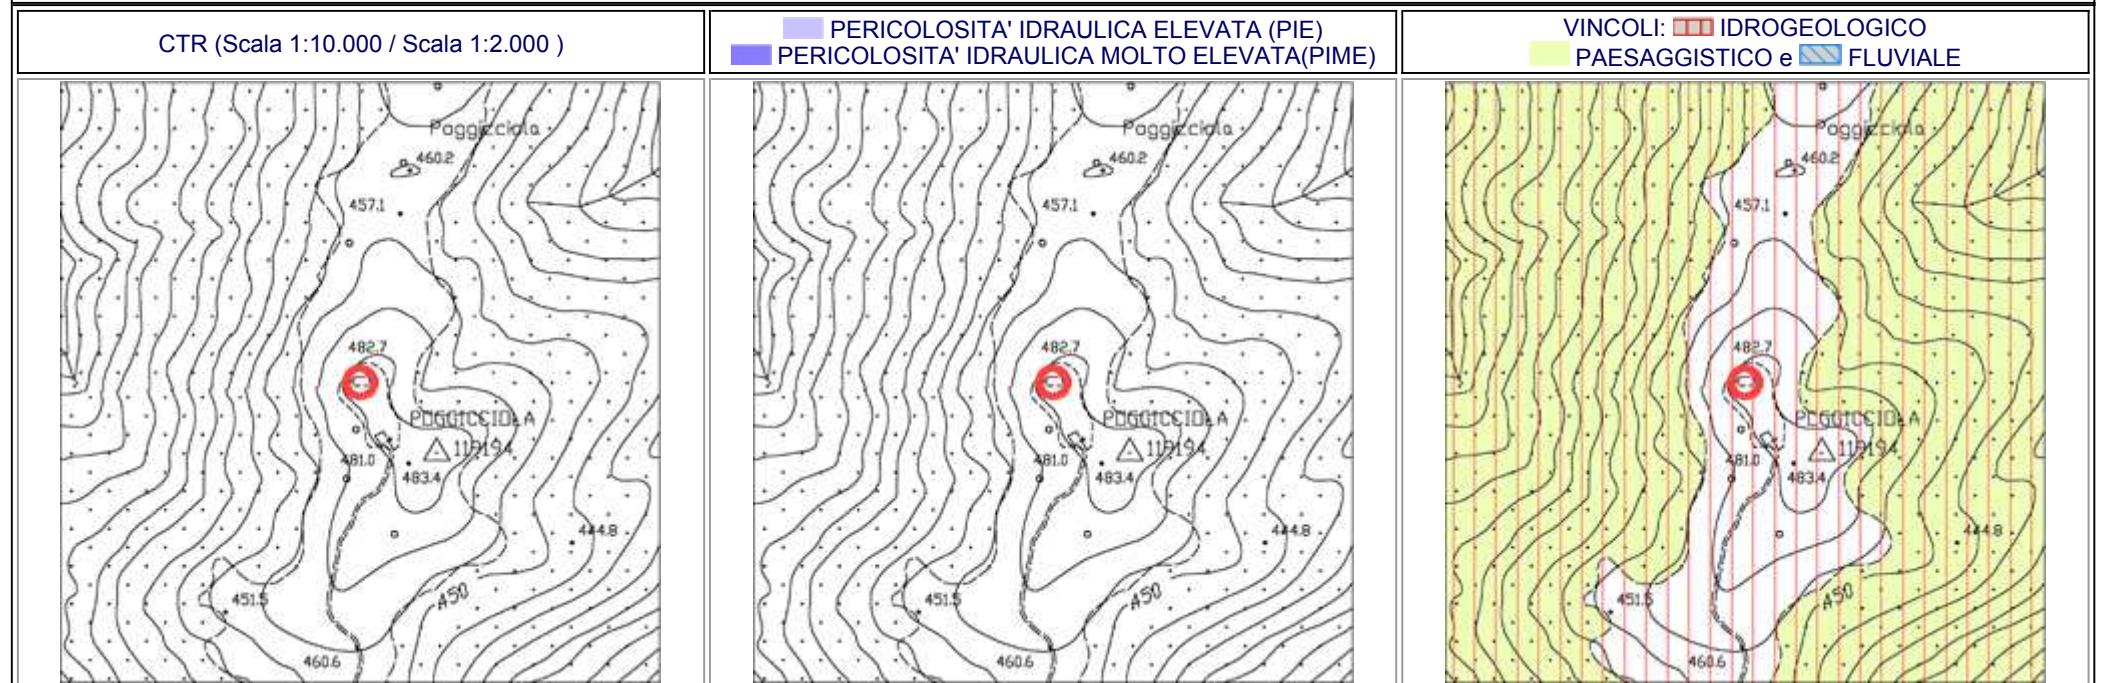 CTR (Scala 1:10.000 / Scala 1:2.000 )
PERICOLOSITA' IDRAULICA ELEVATA (PIE)
PERICOLOSITA' IDRAULICA MOLTO ELEVATA(PIME)
VINCOLI: IDROGEOLOGICO
PAESAGGISTICO e FLUVIALE
Poggicciola
460.2
457.1
482.7
POGGICCIOLA
119194
481.0
483.4
444.8
451.5
450
460.6
Poggicciola
460.2
457.1
482.7
POGGICCIOLA
119194
481.0
483.4
444.8
451.5
450
460.6
Poggicciola
460.2
457.1
482.7
POGGICCIOLA
119194
481.0
483.4
444.8
451.5
450
460.6